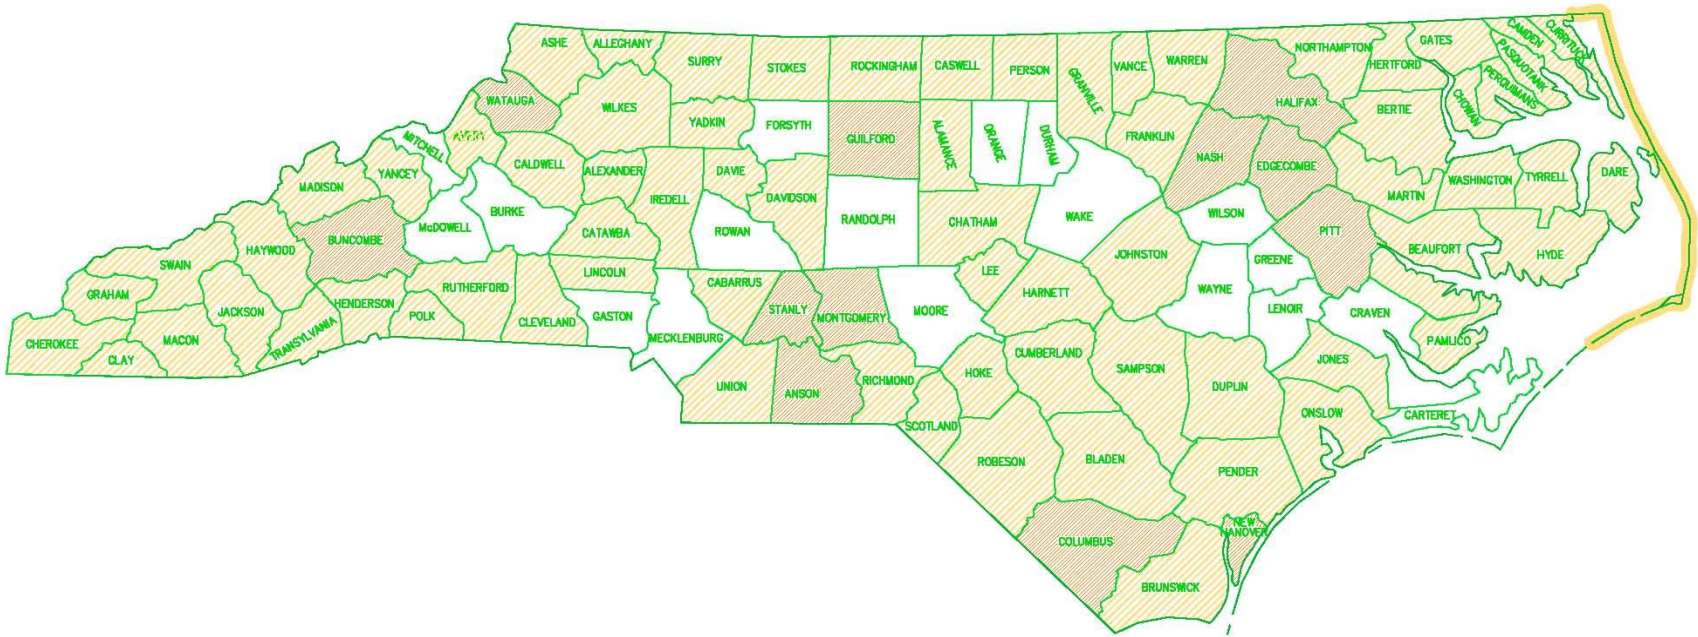 ASHE
ALLEGHANY
SURRY
STOKES
ROCKINGHAM
CASWELL
PERSON
GRANVILLE
VANCE
WARREN
NORTHAMPTON
GATES
HERTFORD
CAMDEN
CURRITUCK
PASQUOTANK
PERQUIMANS
CHOWAN
HALIFAX
BERTIE
WATAUGA
WILKES
YADKIN
FORSYTH
GUILFORD
ALAMANCE
ORANGE
DURHAM
FRANKLIN
NASH
EDGECOMBE
MITCHELL
AVERY
CALDWELL
ALEXANDER
DAVIE
IREDELL
DAVIDSON
MARTIN
WASHINGTON
TYRRELL
DARE
MADISON
YANCEY
BURKE
McDOWELL
BUNCOMBE
HAYWOOD
CATAWBA
ROWAN
RANDOLPH
CHATHAM
WAKE
WILSON
PITT
BEAUFORT
HYDE
SWAIN
GRAHAM
JACKSON
HENDERSON
RUTHERFORD
POLK
CLEVELAND
LINCOLN
GASTON
CABARRUS
STANLY
MONTGOMERY
MOORE
LEE
HARNETT
JOHNSTON
WAYNE
GREENE
LENOIR
CRAVEN
PAMLICO
CHEROKEE
CLAY
MACON
TRANSYLVANIA
MECKLENBURG
UNION
ANSON
RICHMOND
HOKE
CUMBERLAND
SAMPSON
DUPLIN
JONES
ONSLOW
CARTERET
SCOTLAND
ROBESON
BLADEN
PENDER
COLUMBUS
NEW
HANOVER
BRUNSWICK